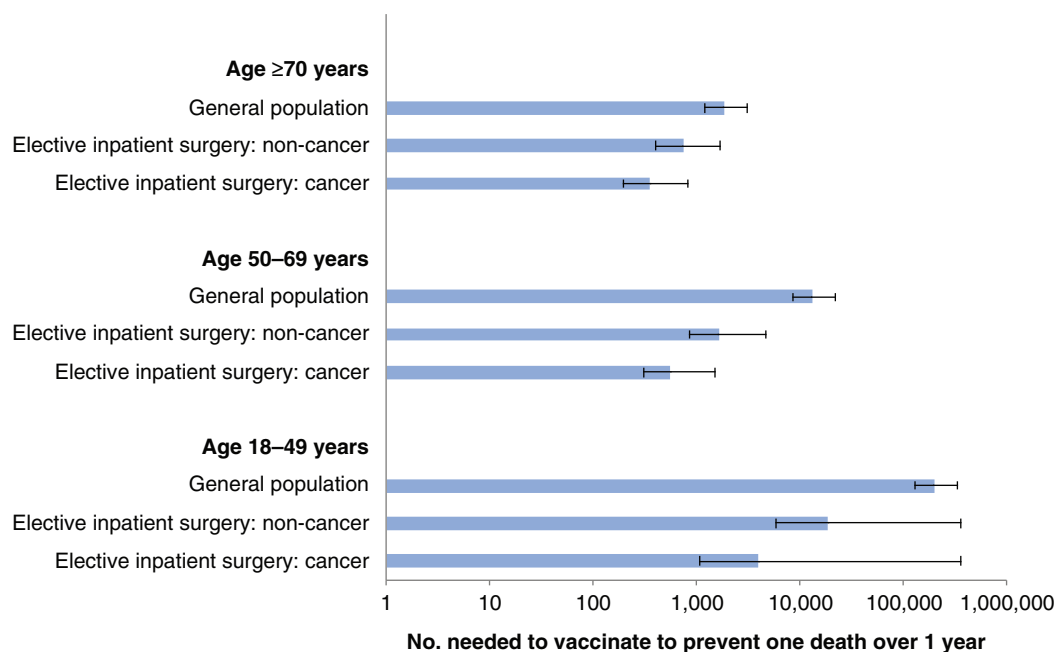 Age ≥70 years
General population
Elective inpatient surgery: non-cancer
Elective inpatient surgery: cancer
Age 50–69 years
General population
Elective inpatient surgery: non-cancer
Elective inpatient surgery: cancer
Age 18–49 years
General population
Elective inpatient surgery: non-cancer
Elective inpatient surgery: cancer
1 10 100 1,000 10,000 100,000 1,000,000
No. needed to vaccinate to prevent one death over 1 year